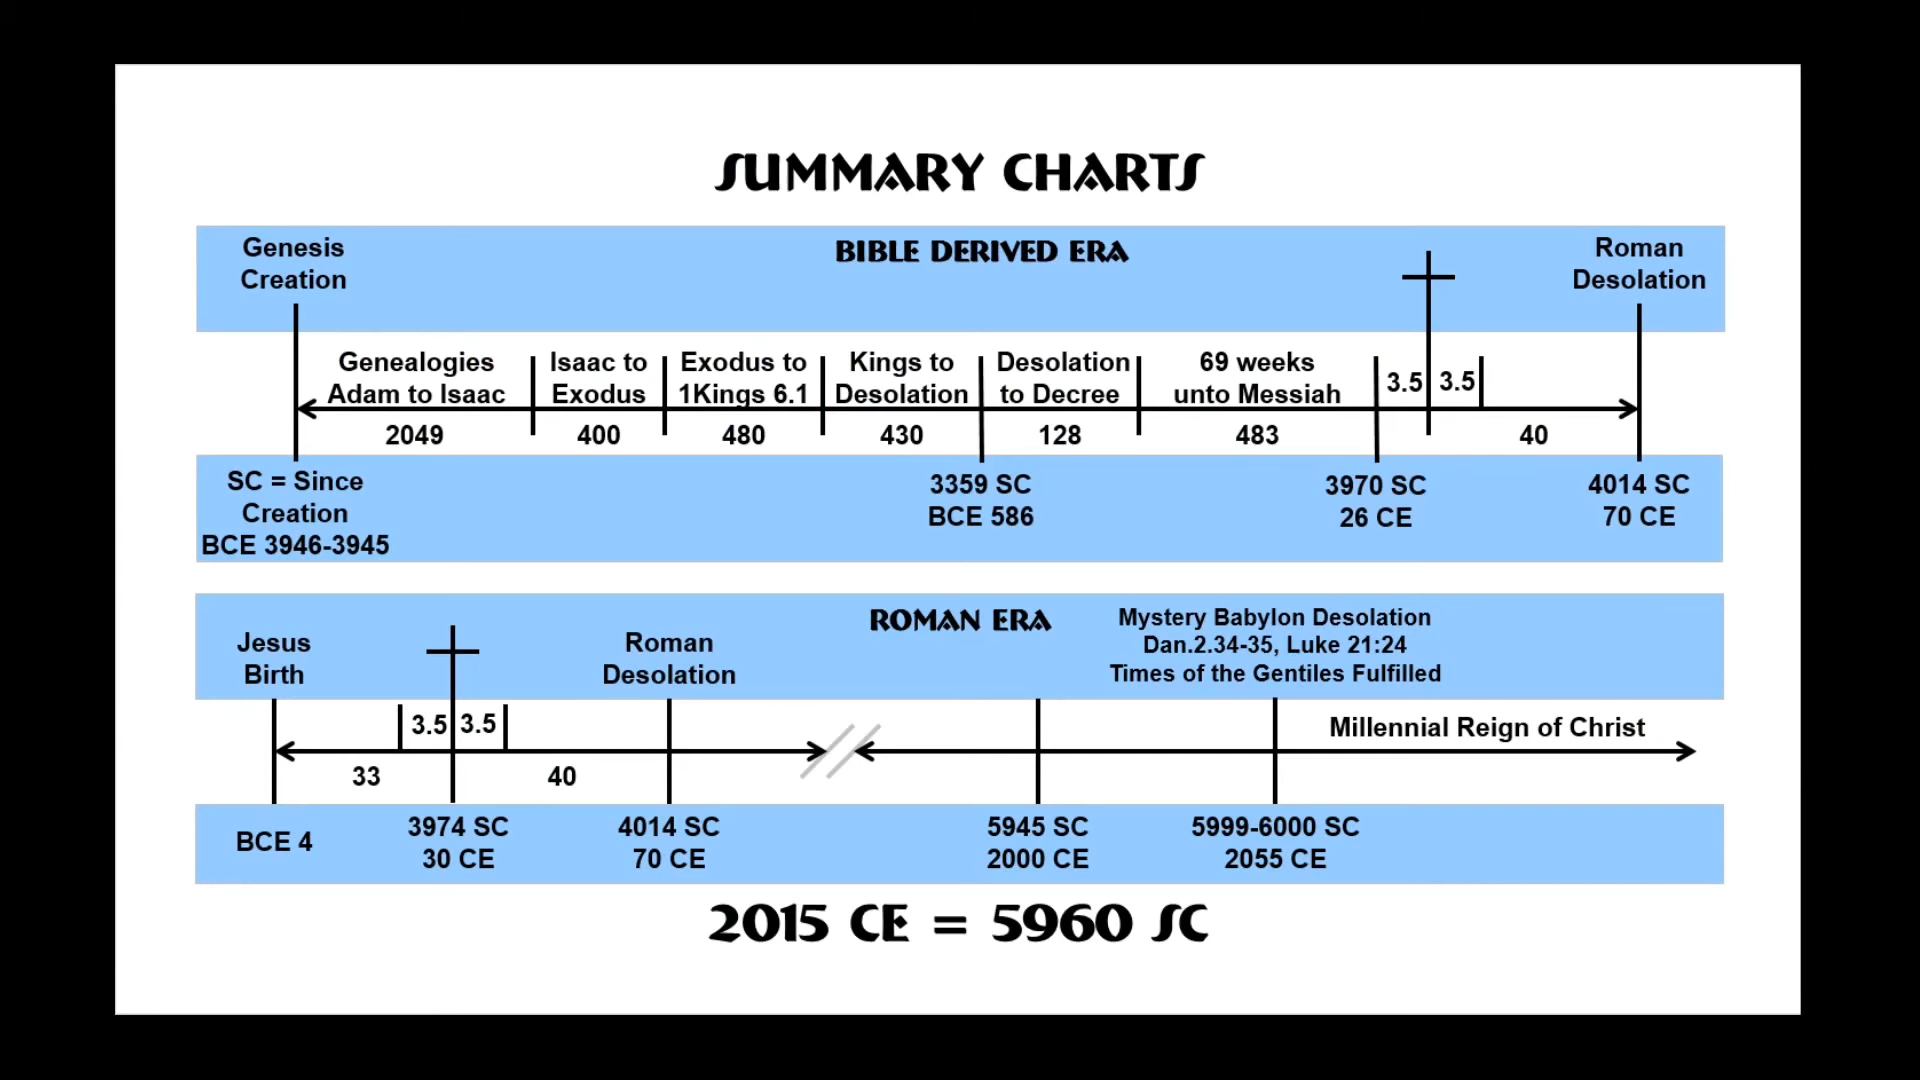 SUMMARY CHARTS
BIBLE DERIVED ERA
Genesis
Creation
Roman
Desolation
Genealogies
Adam to Isaac
Isaac to
Exodus
Exodus to
1Kings 6.1
Kings to
Desolation
Desolation
to Decree
69 weeks
unto Messiah
3.5
3.5
2049
400
480
430
128
483
40
SC = Since
Creation
BCE 3946-3945
3359 SC
BCE 586
3970 SC
26 CE
4014 SC
70 CE
ROMAN ERA
Jesus
Birth
Roman
Desolation
Mystery Babylon Desolation
Dan.2.34-35, Luke 21:24
Times of the Gentiles Fulfilled
3.5
3.5
Millennial Reign of Christ
33
40
BCE 4
3974 SC
30 CE
4014 SC
70 CE
5945 SC
2000 CE
5999-6000 SC
2055 CE
2015 CE = 5960 SC